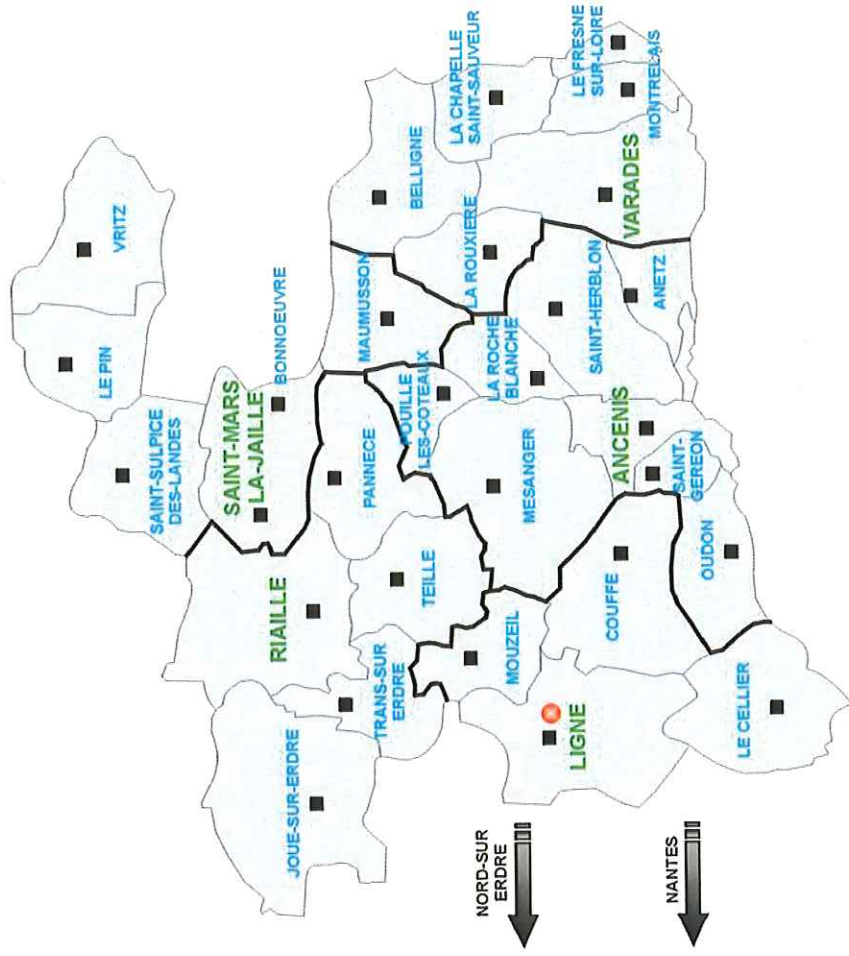 VRITZ
LE PIN
SAINT-SULPICE
DES-LANDES
SAINT-MARS
LA-JAILLE
BONNOEUVRE
RIAILLE
JOUE-SUR-ERDRE
TRANS-SUR
ERDRE
TEILLE
PANNECE
MAUMUSSON
BELLIGNE
LA CHAPELLE
SAINT-SAUVEUR
LE FRESNE
SUR-LOIRE
MONTRELAIS
VARADES
LA ROUXIERE
POUILLE
LES-COTEAUX
LA ROCHE
BLANCHE
SAINT-HERBLON
ANETZ
MESANGER
ANCENIS
SAINT-
GEREON
MOUZEIL
COUFFE
OUDON
LIGNE
LE CELLIER
NORD-SUR
ERDRE
NANTES